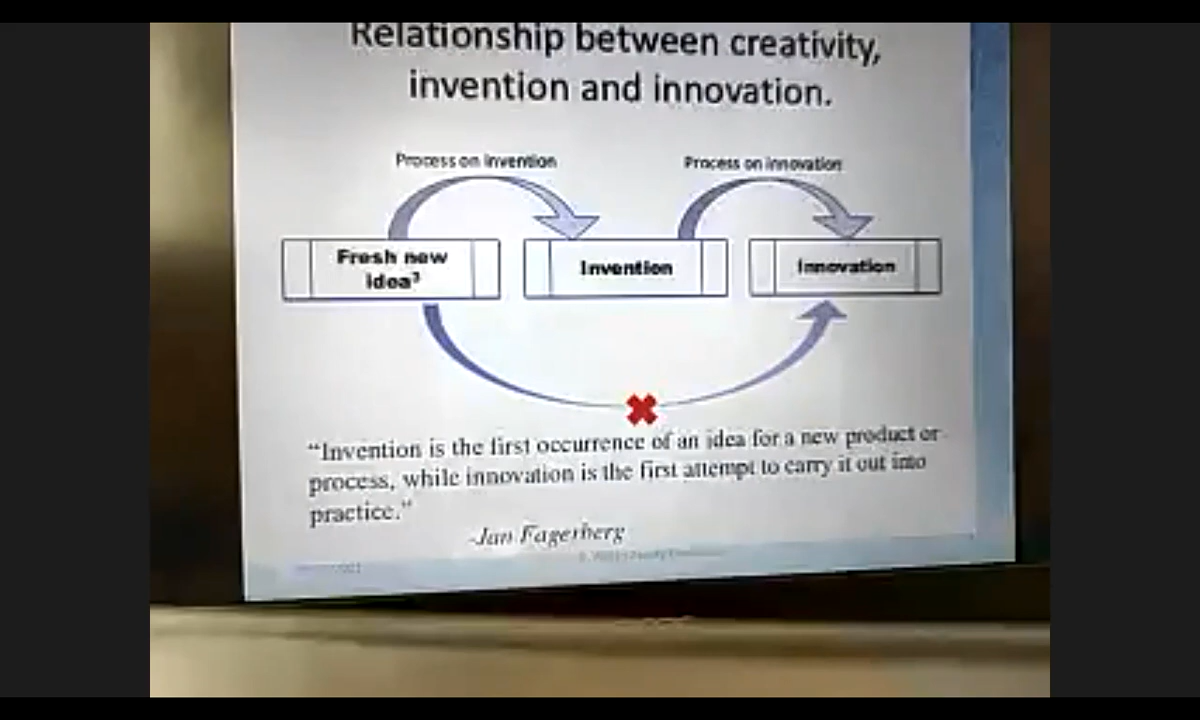 Relationship between creativity,
invention and innovation.
Process on invention
Process on innovation
Fresh new
idea³
Invention
Innovation
“Invention is the first occurrence of an idea for a new product or
process, while innovation is the first attempt to carry it out into
practice.”
-Jan Fagerberg